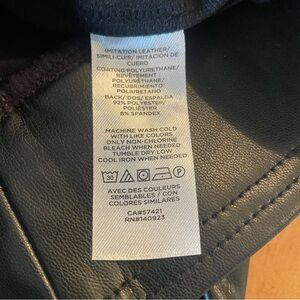 IMITATION LEATHER/
SIMILI-CUIR/ IMITACIÓN DE
CUERO
COATING:POLYURETHANE/
REVÊTEMENT :
POLYURÉTHANE/
RECUBRIMIENTO:
POLIURETANO
BACK/DOS/ESPALDA
92% POLYESTER/
POLIÉSTER
8% SPANDEX
MACHINE WASH COLD
WITH LIKE COLORS
ONLY NON-CHLORINE
BLEACH WHEN NEEDED
TUMBLE DRY LOW
COOL IRON WHEN NEEDED
30 P
AVEC DES COULEURS
SEMBLABLES / CON
COLORES SIMILARES
CA#57421
RN#140923